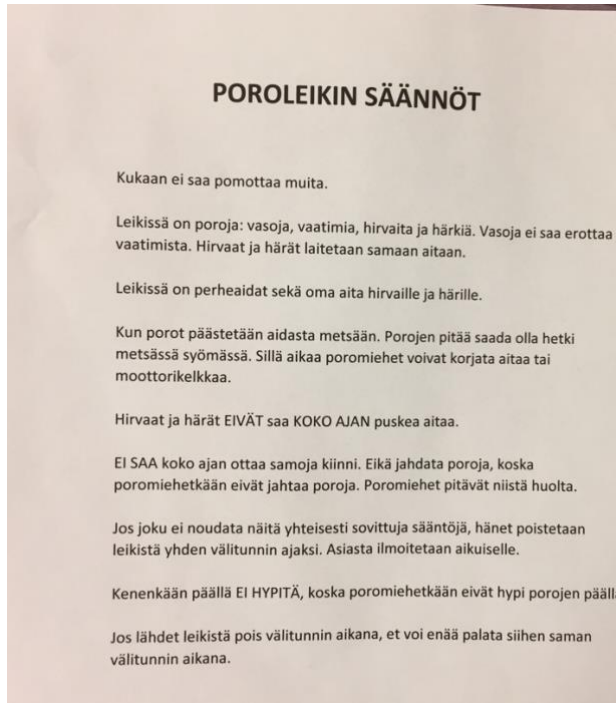 POROLEIKIN SÄÄNNÖT
Kukaan ei saa pomottaa muita.
Leikissä on poroja: vasoja, vaatimia, hirvaita ja härkiä. Vasoja ei saa erottaa
vaatimista. Hirvaat ja härät laitetaan samaan aitaan.
Leikissä on perheaidat sekä oma aita hirvaille ja härille.
Kun porot päästetään aidasta metsään. Porojen pitää saada olla hetki
metsässä syömässä. Sillä aikaa poromiehet voivat korjata aitaa tai
moottorikelkkaa.
Hirvaat ja härät EIVÄT saa KOKO AJAN puskea aitaa.
EI SAA koko ajan ottaa samoja kiinni. Eikä jahdata poroja, koska
poromiehetkään eivät jahtaa poroja. Poromiehet pitävät niistä huolta.
Jos joku ei noudata näitä yhteisesti sovittuja sääntöjä, hänet poistetaan
leikistä yhden välitunnin ajaksi. Asiasta ilmoitetaan aikuiselle.
Kenenkään päällä EI HYPITÄ, koska poromiehetkään eivät hypi porojen
Jos lähdet leikistä pois välitunnin aikana, et voi enää palata siihen saman
välitunnin aikana.